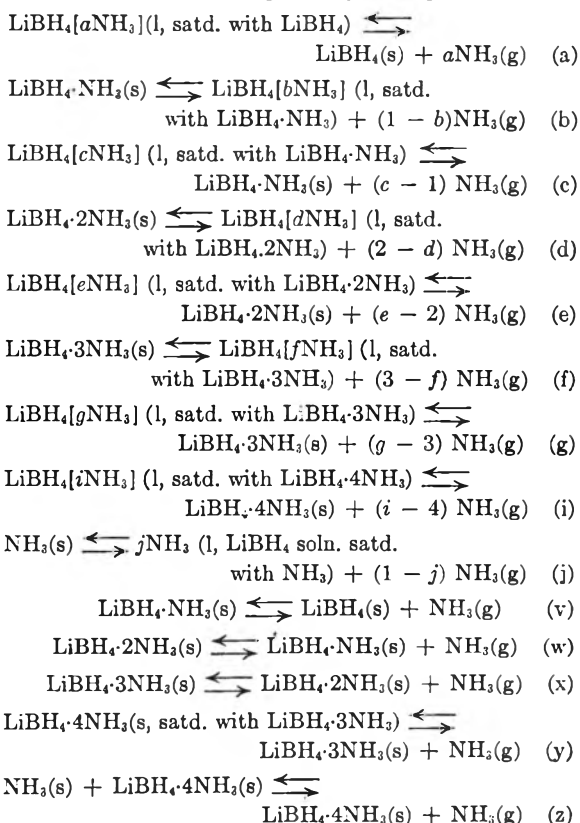 LiBH₄[aNH₃](l, satd. with LiBH₄) ⇄
LiBH₄(s) + aNH₃(g) (a)
LiBH₄·NH₃(s) ⇄ LiBH₄[bNH₃] (l, satd.
with LiBH₄·NH₃) + (1 − b)NH₃(g) (b)
LiBH₄[cNH₃] (l, satd. with LiBH₄·NH₃) ⇄
LiBH₄·NH₃(s) + (c − 1) NH₃(g) (c)
LiBH₄·2NH₃(s) ⇄ LiBH₄[dNH₃] (l, satd.
with LiBH₄.2NH₃) + (2 − d) NH₃(g) (d)
LiBH₄[eNH₃] (l, satd. with LiBH₄·2NH₃) ⇄
LiBH₄·2NH₃(s) + (e − 2) NH₃(g) (e)
LiBH₄·3NH₃(s) ⇄ LiBH₄[fNH₃] (l, satd.
with LiBH₄·3NH₃) + (3 − f) NH₃(g) (f)
LiBH₄[gNH₃] (l, satd. with LiBH₄·3NH₃) ⇄
LiBH₄·3NH₃(s) + (g − 3) NH₃(g) (g)
LiBH₄[iNH₃] (l, satd. with LiBH₄·4NH₃) ⇄
LiBH₄·4NH₃(s) + (i − 4) NH₃(g) (i)
NH₃(s) ⇄ jNH₃ (l, LiBH₄ soln. satd.
with NH₃) + (1 − j) NH₃(g) (j)
LiBH₄·NH₃(s) ⇄ LiBH₄(s) + NH₃(g) (v)
LiBH₄·2NH₃(s) ⇄ LiBH₄·NH₃(s) + NH₃(g) (w)
LiBH₄·3NH₃(s) ⇄ LiBH₄·2NH₃(s) + NH₃(g) (x)
LiBH₄·4NH₃(s, satd. with LiBH₄·3NH₃) ⇄
LiBH₄·3NH₃(s) + NH₃(g) (y)
NH₃(s) + LiBH₄·4NH₃(s) ⇄
LiBH₄·4NH₃(s) + NH₃(g) (z)